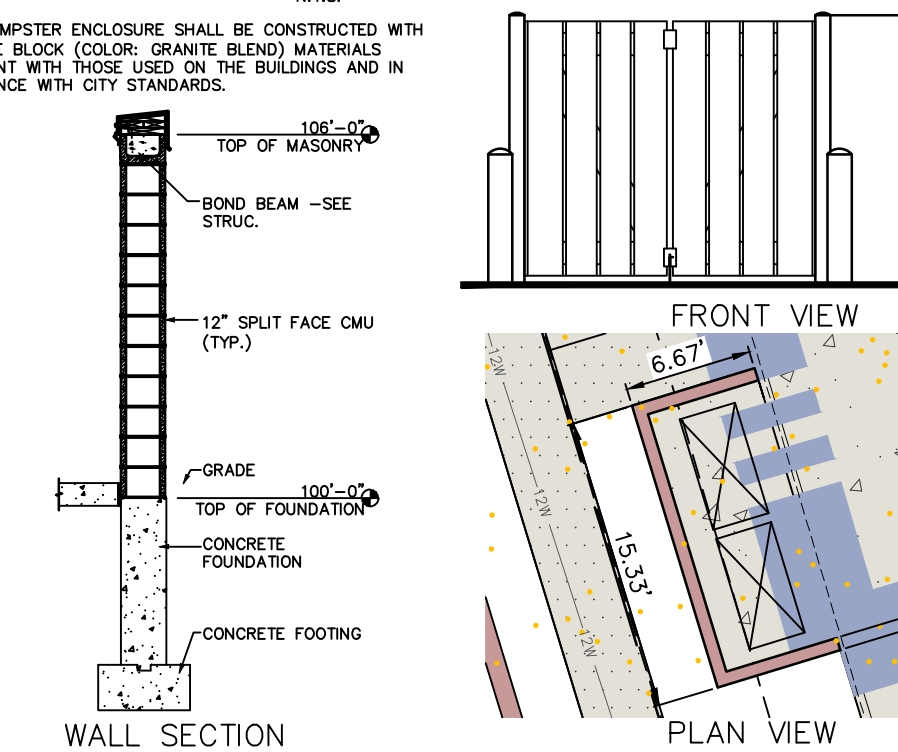 MPSTER ENCLOSURE SHALL BE CONSTRUCTED WITH
E BLOCK (COLOR: GRANITE BLEND) MATERIALS
NT WITH THOSE USED ON THE BUILDINGS AND IN
NCE WITH CITY STANDARDS.
106'-0"
TOP OF MASONRY
BOND BEAM -SEE
STRUC.
12" SPLIT FACE CMU
(TYP.)
GRADE
100'-0"
TOP OF FOUNDATION
CONCRETE
FOUNDATION
CONCRETE FOOTING
WALL SECTION
FRONT VIEW
12W
6.67'
12W
15.33'
12W
PLAN VIEW